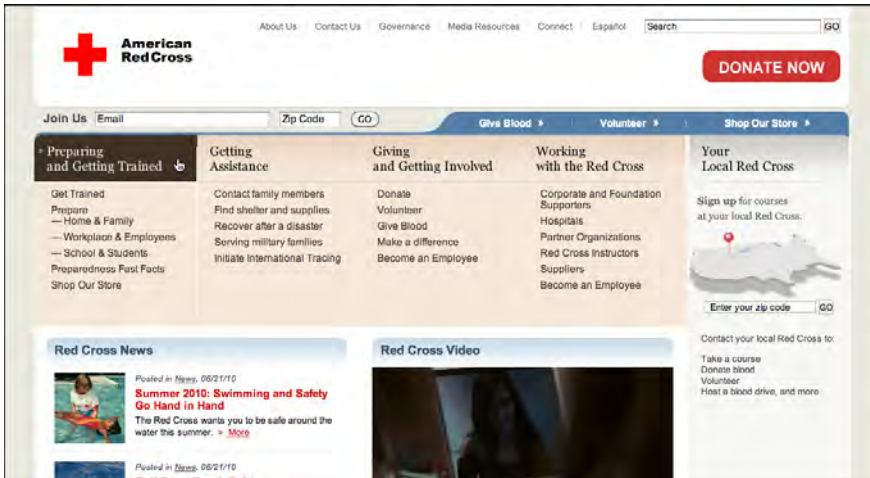 About Us Contact Us Governance Media Resources Connect Español Search GO
American
Red Cross
DONATE NOW
Join Us Email Zip Code GO Give Blood Volunteer Shop Our Store
Preparing
and Getting Trained
Getting
Assistance
Giving
and Getting Involved
Working
with the Red Cross
Your
Local Red Cross
Get Trained
Prepare
— Home & Family
— Workplace & Employees
— School & Students
Preparedness Fast Facts
Shop Our Store
Contact family members
Find shelter and supplies
Recover after a disaster
Serving military families
Initiate International Tracing
Donate
Volunteer
Give Blood
Make a difference
Become an Employee
Corporate and Foundation
Supporters
Hospitals
Partner Organizations
Red Cross Instructors
Suppliers
Become an Employee
Sign up for courses
at your local Red Cross.
Enter your zip code GO
Contact your local Red Cross to:
Take a course
Donate blood
Volunteer
Host a blood drive, and more
Red Cross News
Posted in News, 06/21/10
Summer 2010: Swimming and Safety
Go Hand in Hand
The Red Cross wants you to be safe around the
water this summer. » More
Posted in News, 06/21/10
Red Cross Video